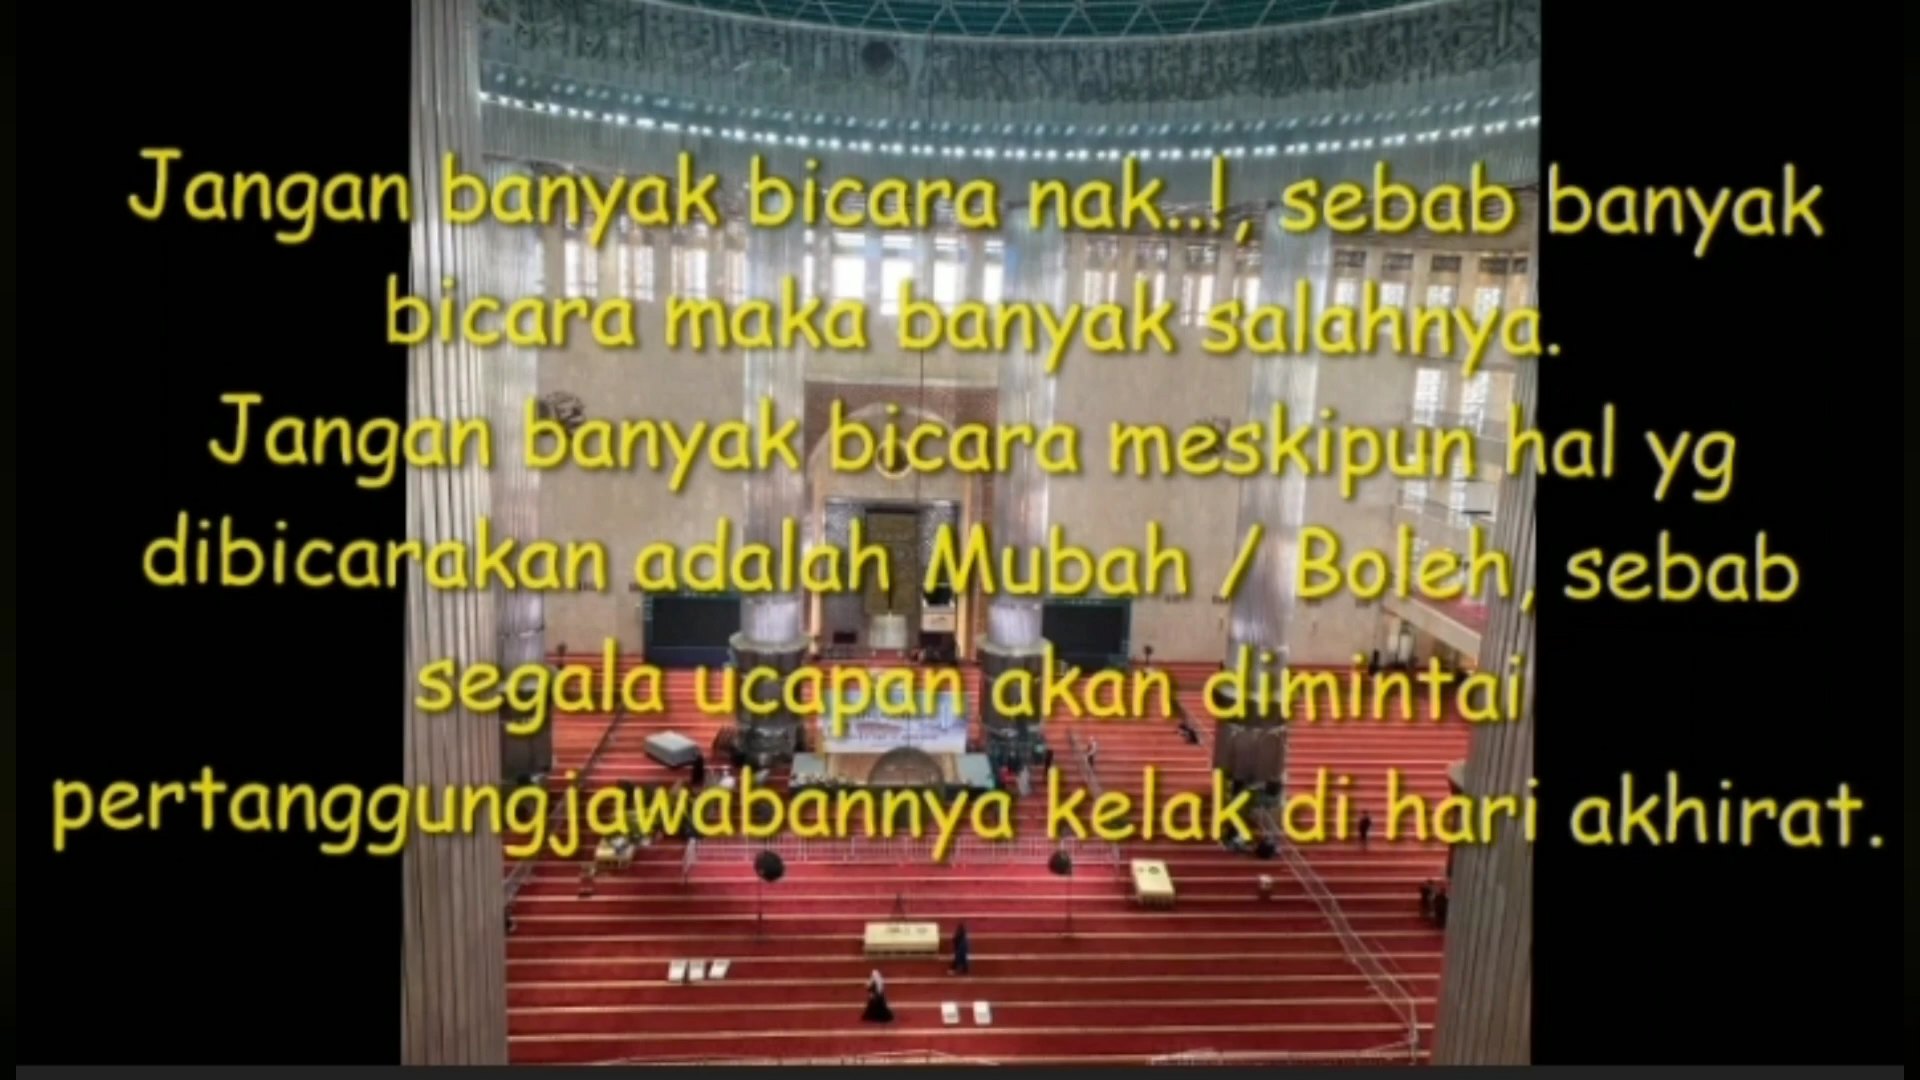 Jangan banyak bicara nak..!, sebab banyak
bicara maka banyak salahnya.
Jangan banyak bicara meskipun hal yg
dibicarakan adalah Mubah / Boleh, sebab
segala ucapan akan dimintai
pertanggungjawabannya kelak di hari akhirat.